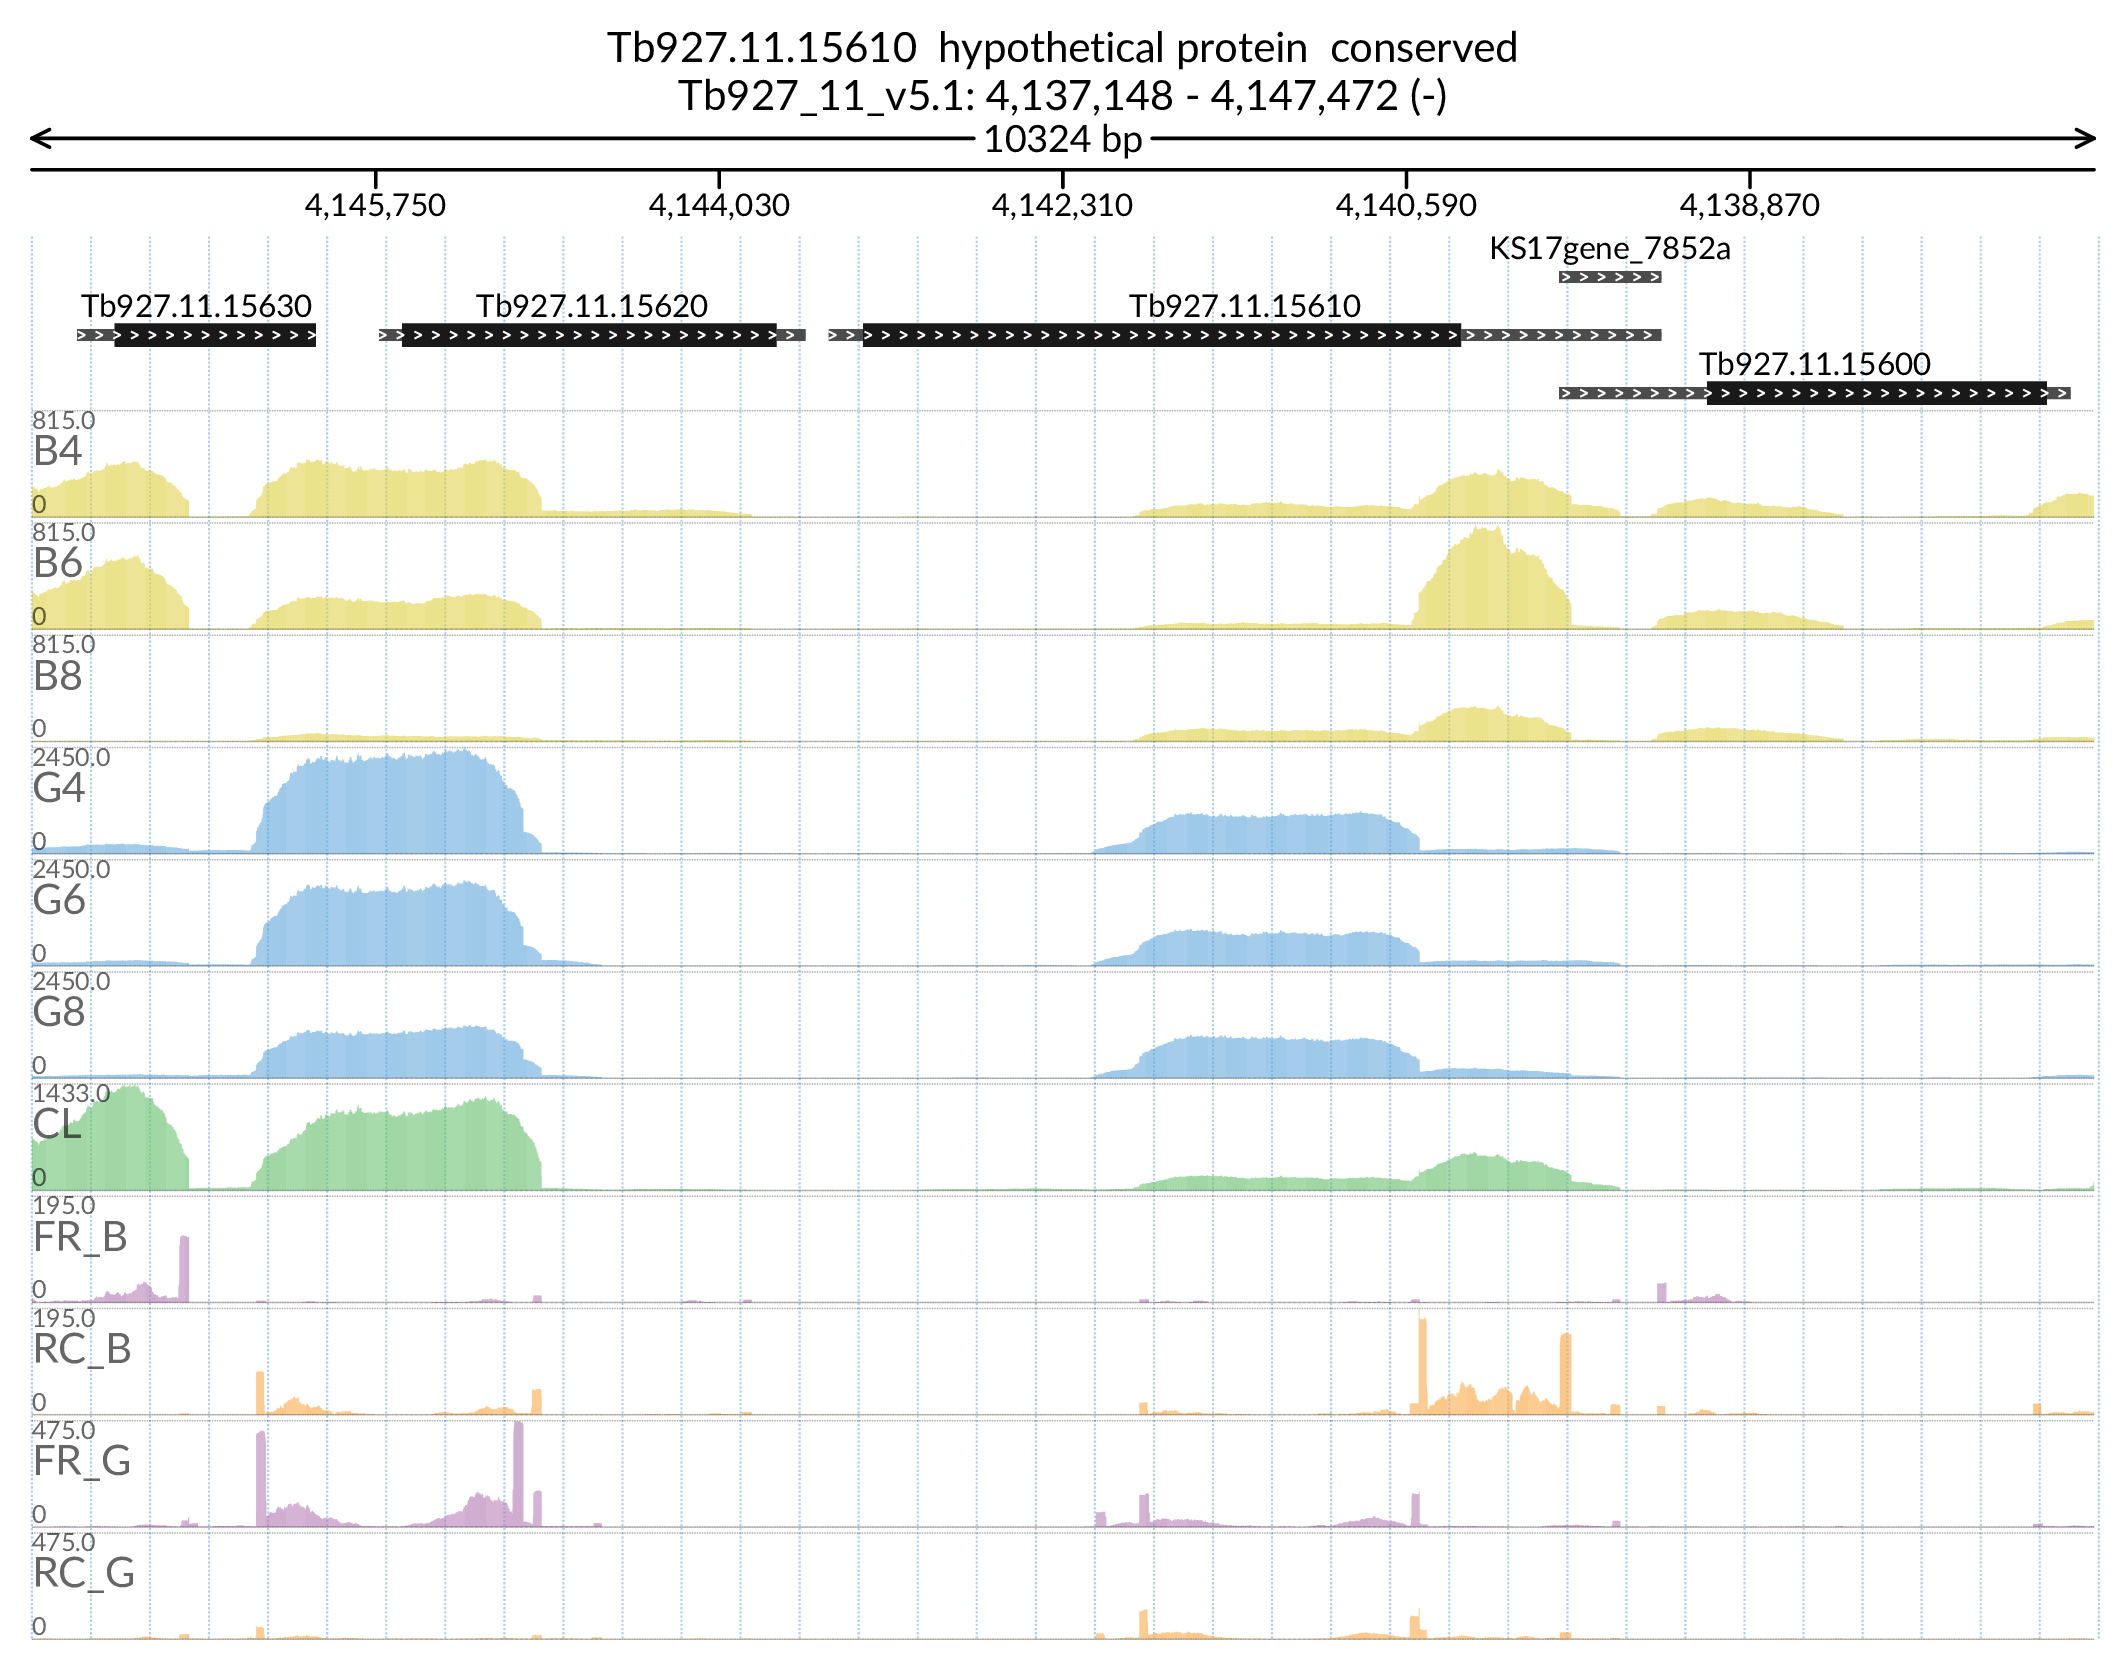 Tb927.11.15610 hypothetical protein conserved
Tb927_11_v5.1: 4,137,148 - 4,147,472 (-)
10324 bp
4,145,750 4,144,030 4,142,310 4,140,590 4,138,870
KS17gene_7852a
Tb927.11.15630 Tb927.11.15620 Tb927.11.15610
Tb927.11.15600
815.0
B4
0
815.0
B6
0
815.0
B8
0
2450.0
G4
0
2450.0
G6
0
2450.0
G8
0
1433.0
CL
0
195.0
FR_B
0
195.0
RC_B
0
475.0
FR_G
0
475.0
RC_G
0